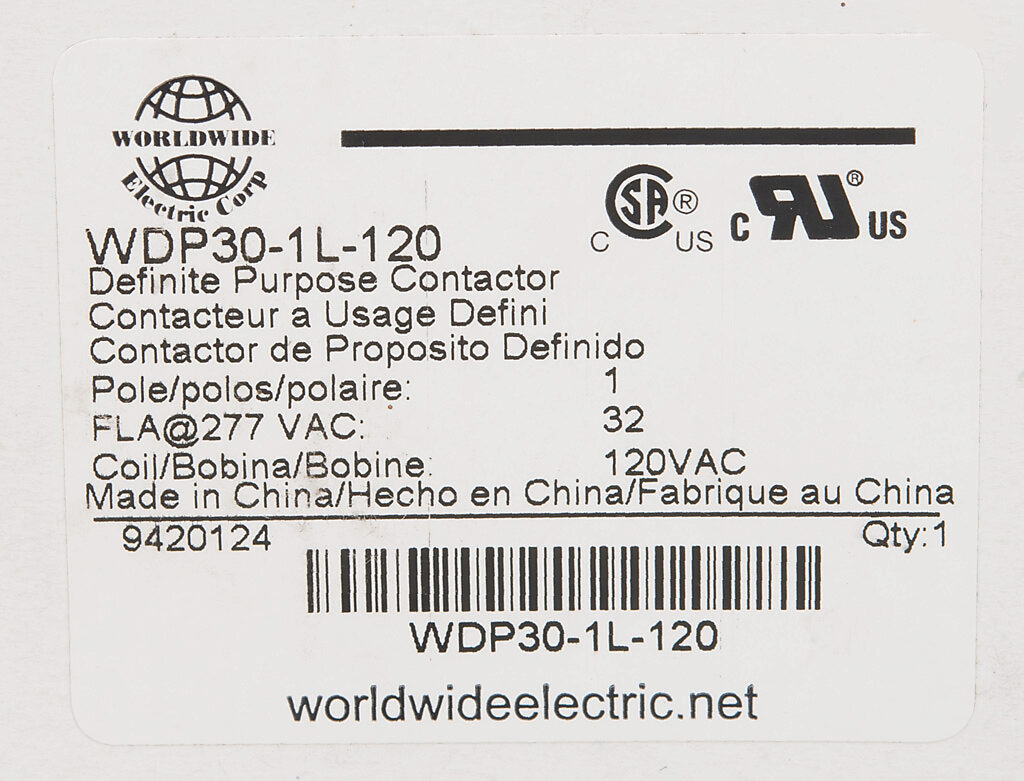 WORLDWIDE
Electric Corp
C SA ® C US
C RU ® US
WDP30-1L-120
Definite Purpose Contactor
Contacteur a Usage Defini
Contactor de Proposito Definido
Pole/polos/polaire: 1
FLA@277 VAC: 32
Coil/Bobina/Bobine: 120VAC
Made in China/Hecho en China/Fabrique au China
9420124 Qty:1
WDP30-1L-120
worldwideelectric.net